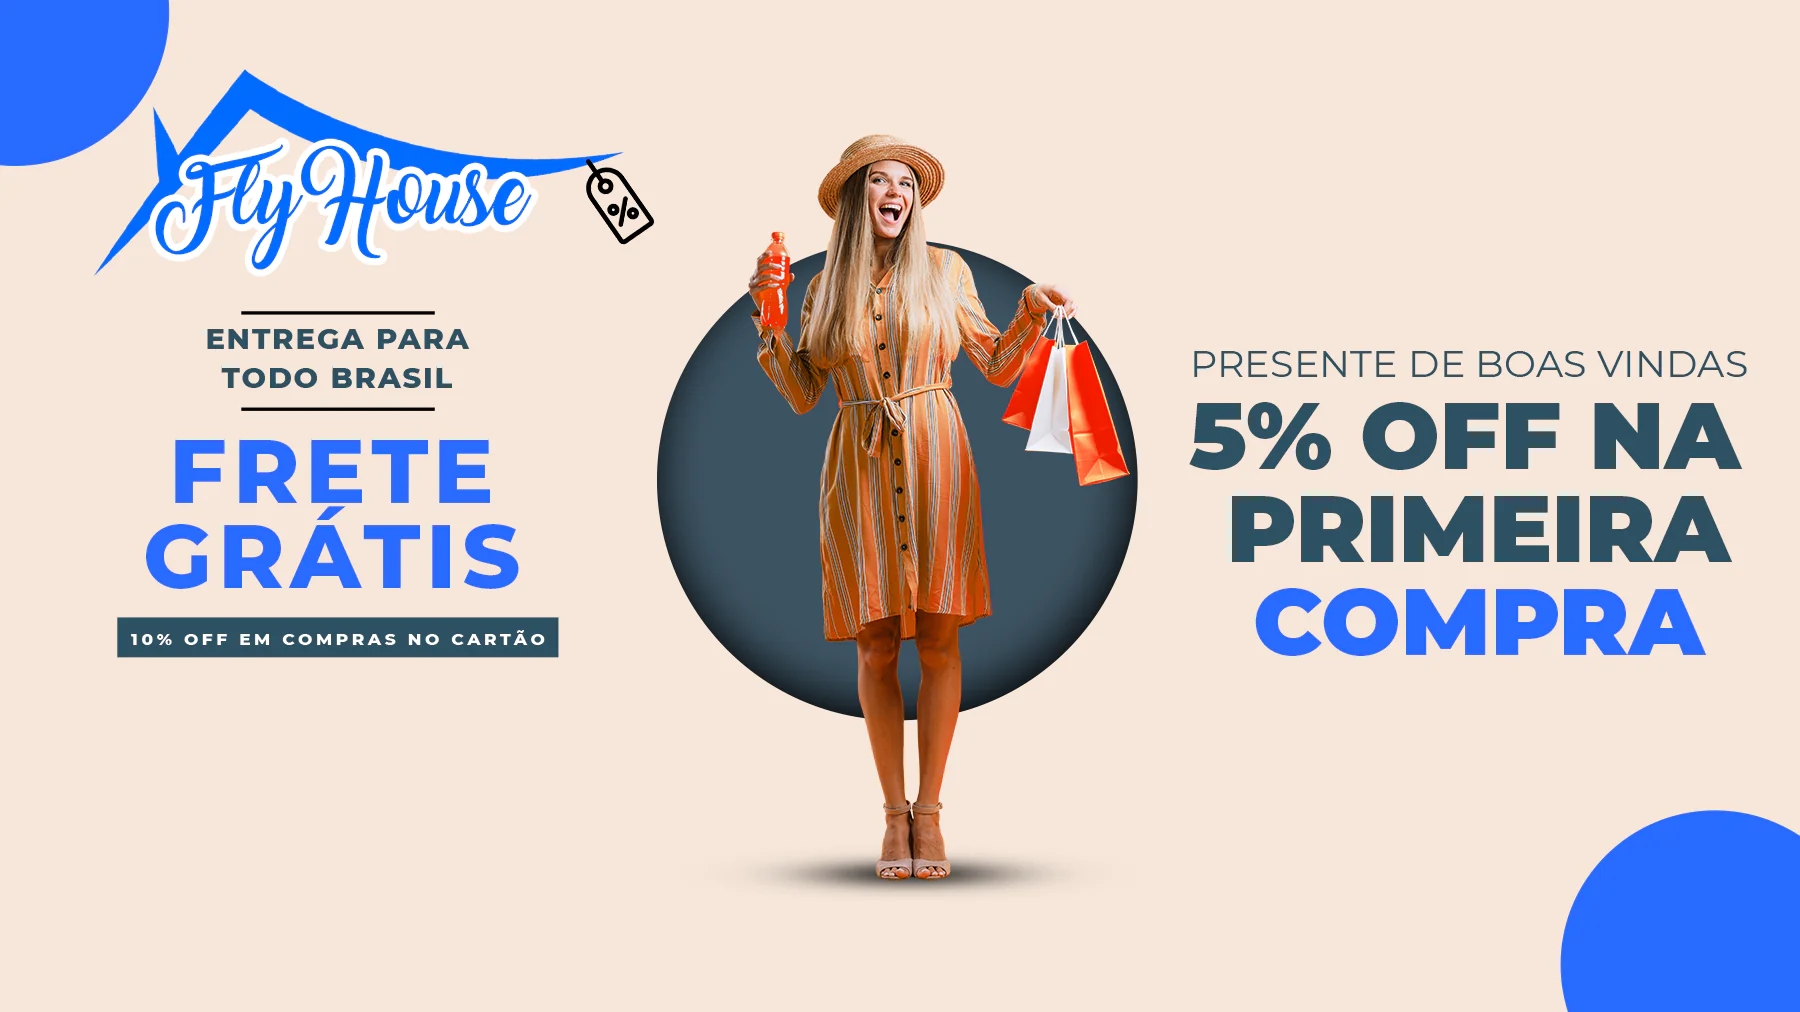 Fly House
%
ENTREGA PARA
TODO BRASIL
FRETE
GRÁTIS
10% OFF EM COMPRAS NO CARTÃO
PRESENTE DE BOAS VINDAS
5% OFF NA
PRIMEIRA
COMPRA